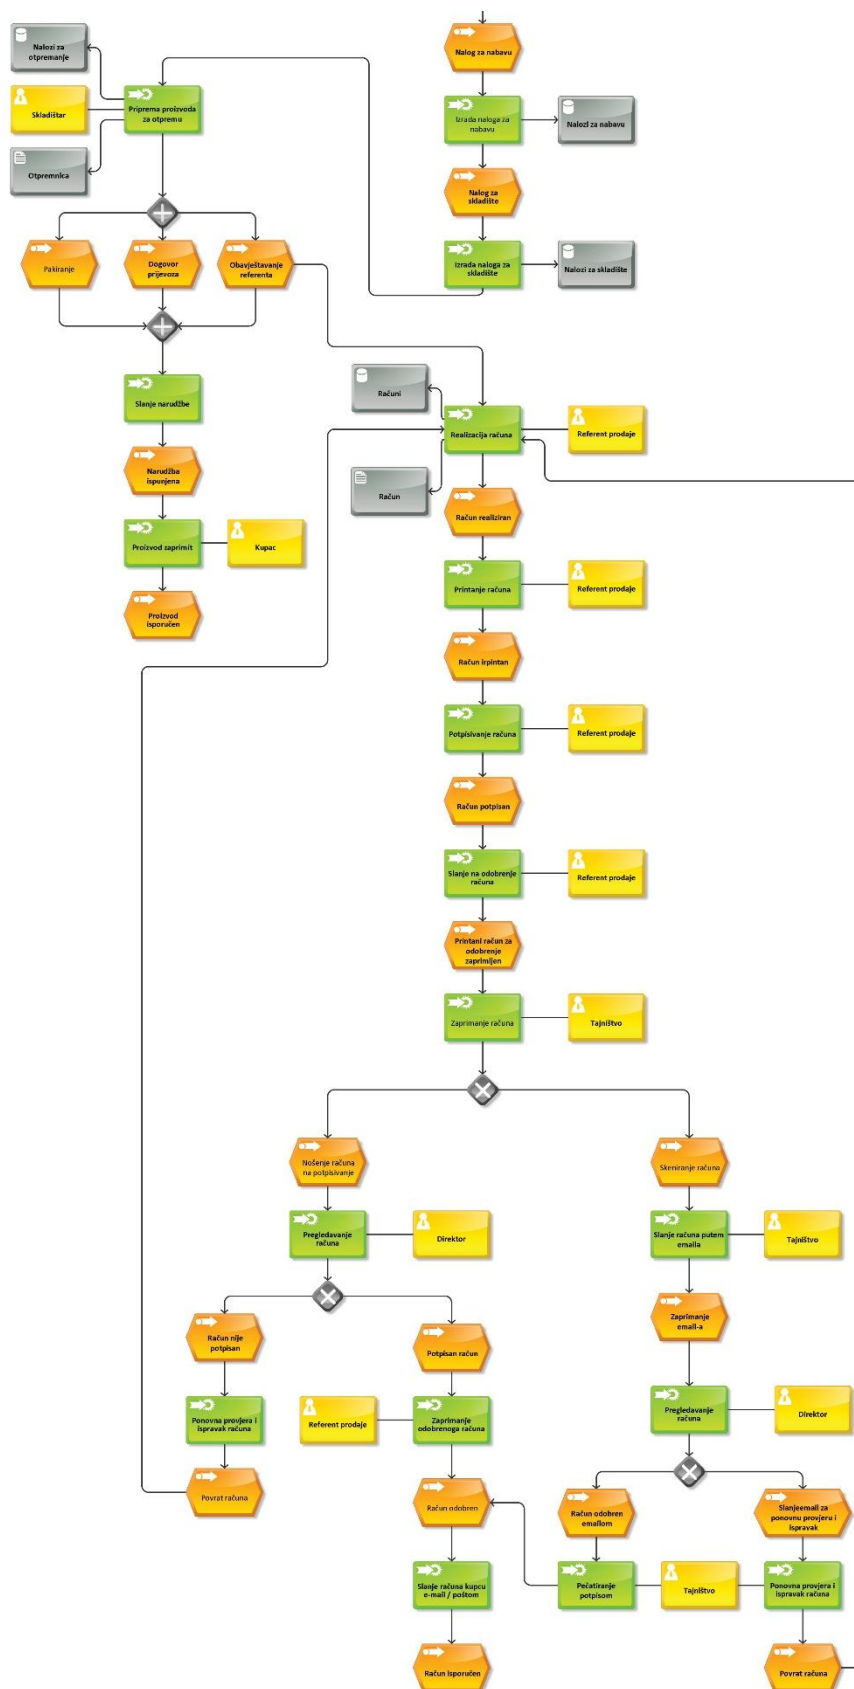 Nalozi za
otpremanje
Skladištar
Otpremnica
Priprema proizvoda
za otpremu
Pakiranje
Dogovor
prijevoza
Obavještavanje
referenta
Slanje narudžbe
Narudžba
ispunjena
Proizvod zaprimit
Kupac
Proizvod
isporučen
Nalog za nabavu
Izrada naloga za
nabavu
Nalozi za nabavu
Nalog za
skladište
Izrada naloga za
skladište
Nalozi za skladište
Računi
Račun
Realizacija računa
Referent prodaje
Račun realiziran
Printanje računa
Referent prodaje
Račun irpintan
Potpisivanje računa
Referent prodaje
Račun potpisan
Slanje na odobrenje
računa
Referent prodaje
Printani račun za
odobrenje
zaprimljen
Zaprimanje računa
Tajništvo
Nošenje računa
na potpisivanje
Pregledavanje
računa
Direktor
Račun nije
potpisan
Potpisan račun
Ponovna provjera i
ispravak računa
Referent prodaje
Zaprimanje
odobrenoga računa
Povrat računa
Račun odobren
Slanje računa kupcu
e-mail / poštom
Račun isporučen
Skeniranje računa
Slanje računa putem
emaila
Tajništvo
Zaprimanje
email-a
Pregledavanje
računa
Direktor
Račun odobren
emailom
Slanjeemali za
ponovnu provjeru i
ispravak
Pečatiranje
potpisom
Tajništvo
Ponovna provjera i
ispravak računa
Povrat računa